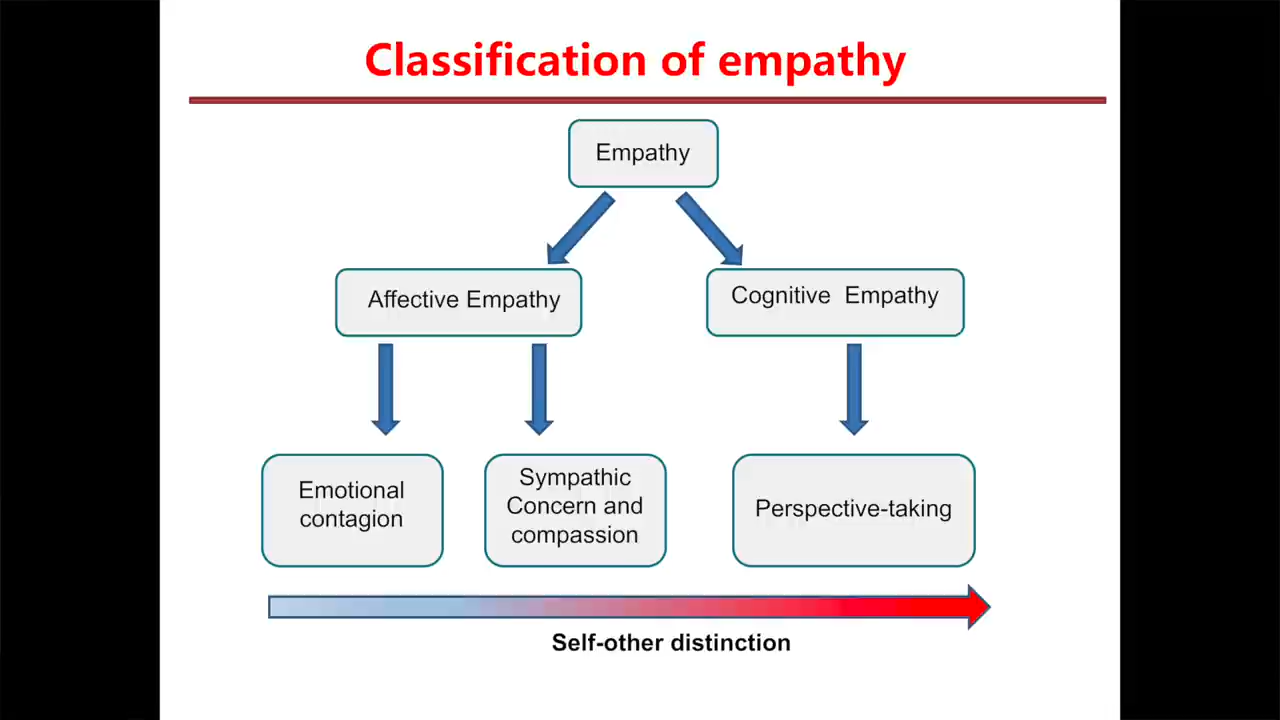 Classification of empathy
Empathy
Affective Empathy
Cognitive Empathy
Emotional
contagion
Sympathic
Concern and
compassion
Perspective-taking
Self-other distinction